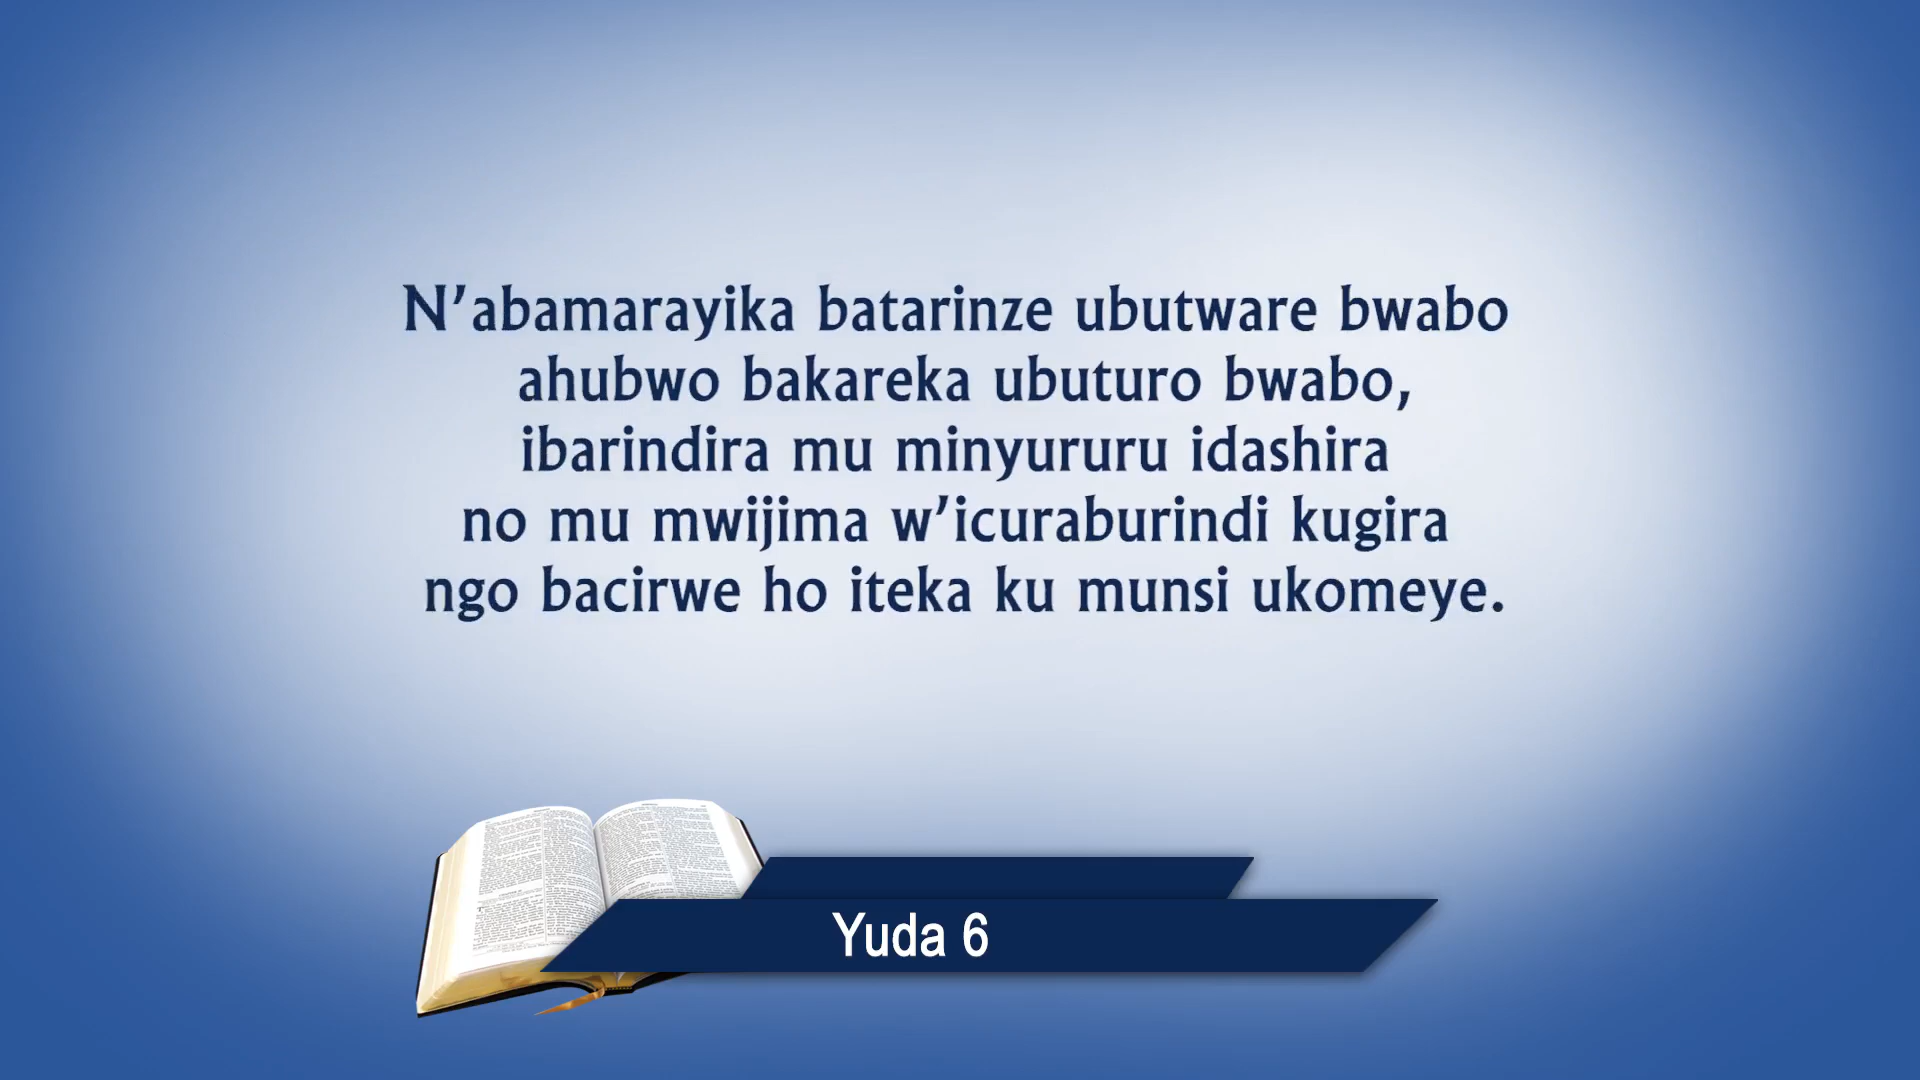 N’abamarayika batarinze ubutware bwabo
ahubwo bakareka ubuturo bwabo,
ibarindira mu minyururu idashira
no mu mwijima w’icuraburindi kugira
ngo bacirwe ho iteka ku munsi ukomeye.
Yuda 6